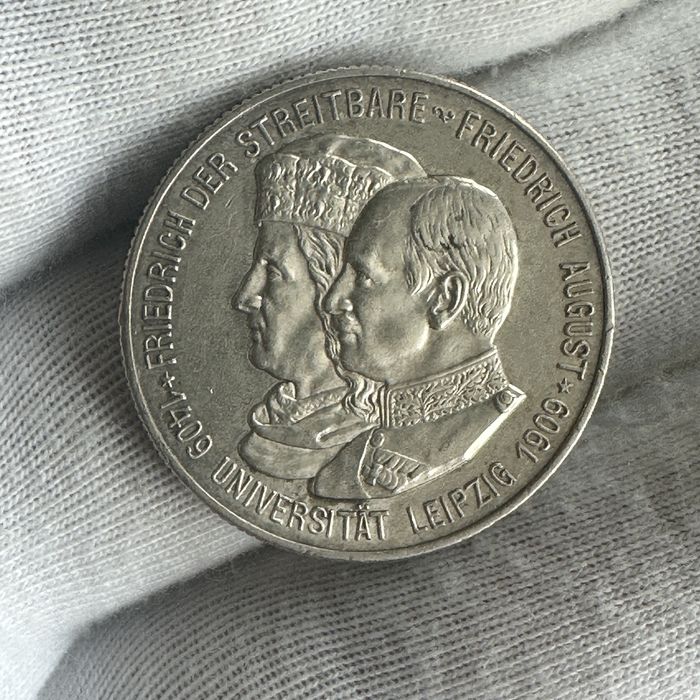 FRIEDRICH DER STREITBARE ~ FRIEDRICH AUGUST
* 1409 UNIVERSITÄT LEIPZIG 1909 *